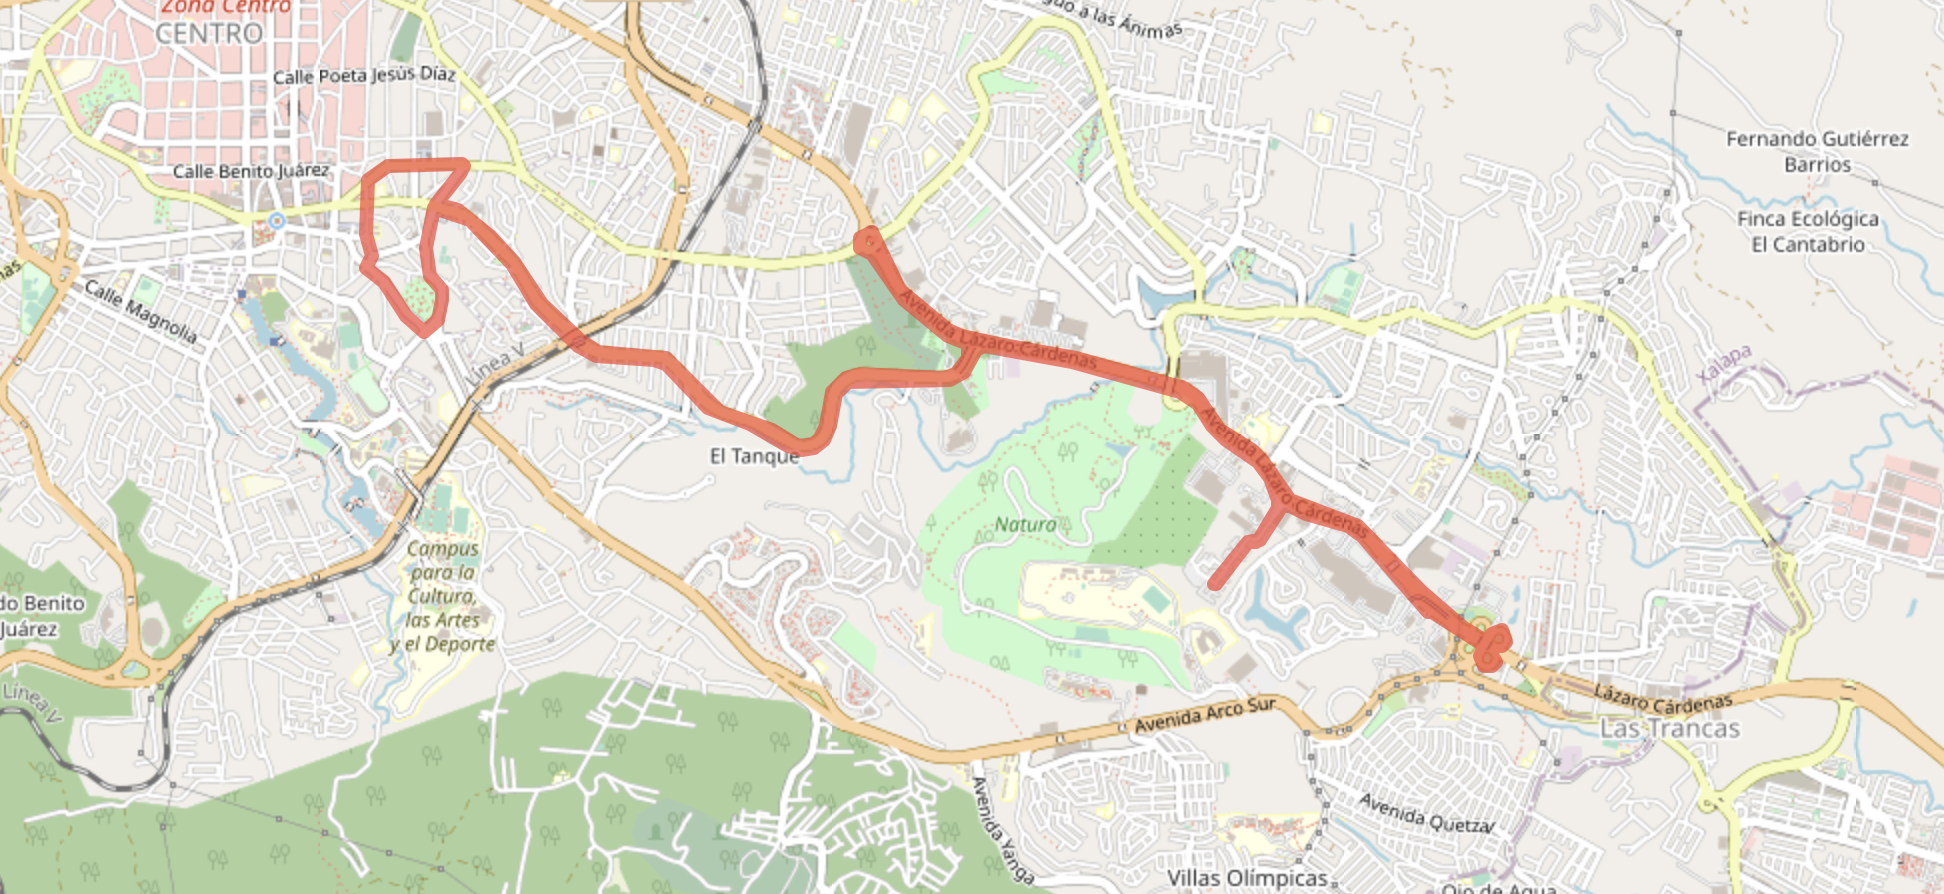 Zona Centro
CENTRO
guo a las Ánimas
Calle Poeta Jesús Díaz
Fernando Gutiérrez
Barrios
Calle Benito Juárez
Finca Ecológica
El Cantabrio
nas
Calle Magnolia
Avenida Lázaro Cárdenas
Línea V
Xalapa
Avenida Lázaro Cárdenas
El Tanque
Natura
Campus
para la
Cultura,
las Artes
y el Deporte
do Benito
Juárez
Línea V
Lázaro Cárdenas
Las Trancas
Avenida Arco Sur
Avenida Yanga
Avenida Quetzal
Villas Olímpicas
Ojo de Agua